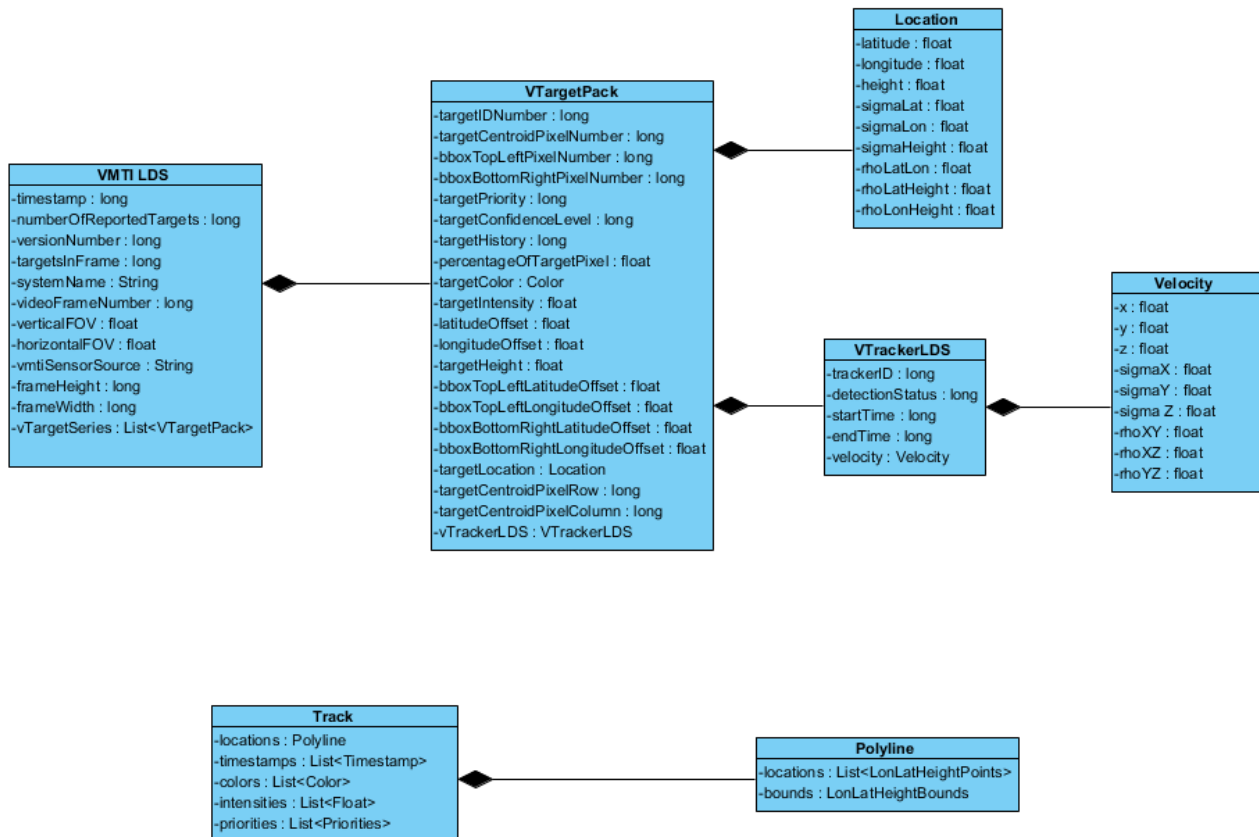 VMTI LDS
-timestamp : long
-numberOfReportedTargets : long
-versionNumber : long
-targetsInFrame : long
-systemName : String
-videoFrameNumber : long
-verticalFOV : float
-horizontalFOV : float
-vmtiSensorSource : String
-frameHeight : long
-frameWidth : long
-vTargetSeries : List<VTargetPack>
VTargetPack
-targetIDNumber : long
-targetCentroidPixelNumber : long
-bboxTopLeftPixelNumber : long
-bboxBottomRightPixelNumber : long
-targetPriority : long
-targetConfidenceLevel : long
-targetHistory : long
-percentageOfTargetPixel : float
-targetColor : Color
-targetIntensity : float
-latitudeOffset : float
-longitudeOffset : float
-targetHeight : float
-bboxTopLeftLatitudeOffset : float
-bboxTopLeftLongitudeOffset : float
-bboxBottomRightLatitudeOffset : float
-bboxBottomRightLongitudeOffset : float
-targetLocation : Location
-targetCentroidPixelRow : long
-targetCentroidPixelColumn : long
-vTrackerLDS : VTrackerLDS
Location
-latitude : float
-longitude : float
-height : float
-sigmaLat : float
-sigmaLon : float
-sigmaHeight : float
-rhoLatLon : float
-rhoLatHeight : float
-rhoLonHeight : float
VTrackerLDS
-trackerID : long
-detectionStatus : long
-startTime : long
-endTime : long
-velocity : Velocity
Velocity
-x : float
-y : float
-z : float
-sigmaX : float
-sigmaY : float
-sigma Z : float
-rhoXY : float
-rhoXZ : float
-rhoYZ : float
Track
-locations : Polyline
-timestamps : List<Timestamp>
-colors : List<Color>
-intensities : List<Float>
-priorities : List<Priorities>
Polyline
-locations : List<LonLatHeightPoints>
-bounds : LonLatHeightBounds